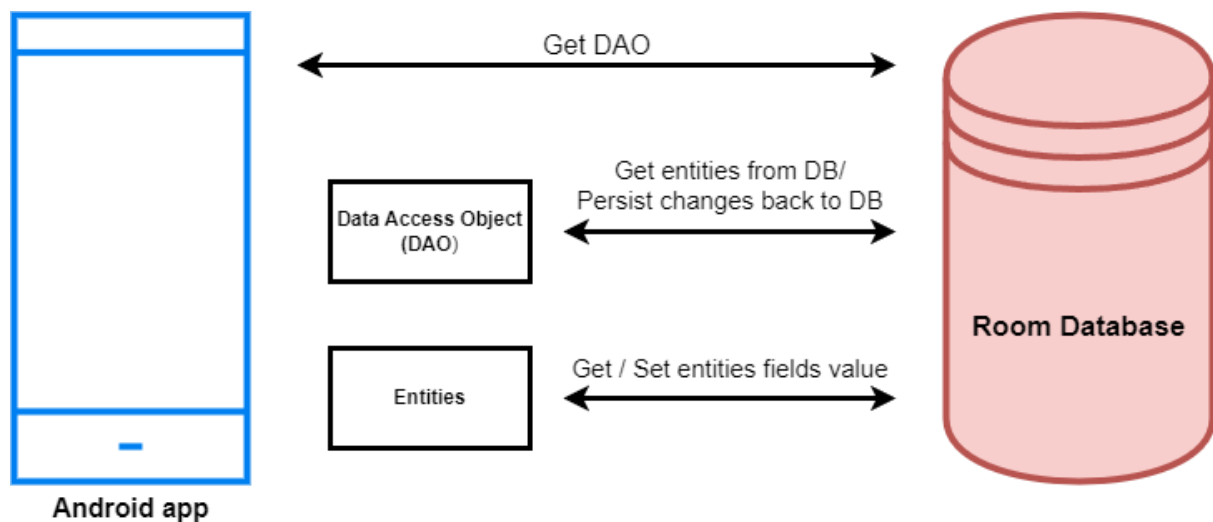 Get DAO
Get entities from DB/
Persist changes back to DB
Data Access Object
(DAO)
Room Database
Get / Set entities fields value
Entities
Android app